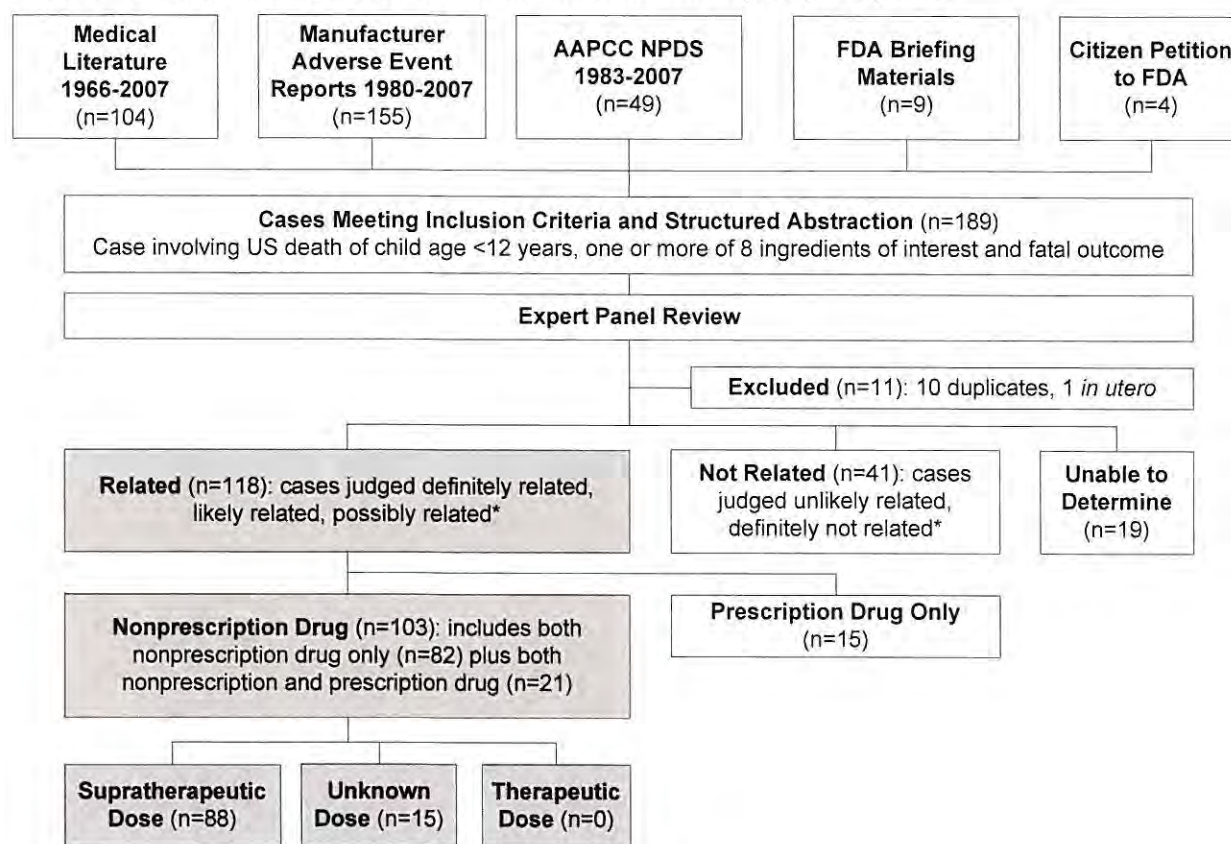 Medical
Literature
1966-2007
(n=104)
Manufacturer
Adverse Event
Reports 1980-2007
(n=155)
AAPCC NPDS
1983-2007
(n=49)
FDA Briefing
Materials
(n=9)
Citizen Petition
to FDA
(n=4)
Cases Meeting Inclusion Criteria and Structured Abstraction (n=189)
Case involving US death of child age <12 years, one or more of 8 ingredients of interest and fatal outcome
Expert Panel Review
Excluded (n=11): 10 duplicates, 1 in utero
Related (n=118): cases judged definitely related,
likely related, possibly related*
Not Related (n=41): cases
judged unlikely related,
definitely not related*
Unable to
Determine
(n=19)
Nonprescription Drug (n=103): includes both
nonprescription drug only (n=82) plus both
nonprescription and prescription drug (n=21)
Prescription Drug Only
(n=15)
Supratherapeutic
Dose (n=88)
Unknown
Dose (n=15)
Therapeutic
Dose (n=0)